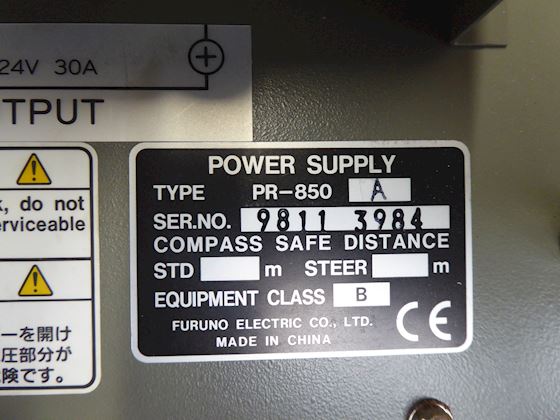 24V 30A
TPUT
k, do not
erviceable
ーを開け
圧部分が
険です。
POWER SUPPLY
TYPE PR-850 A
SER.NO. 9811 3984
COMPASS SAFE DISTANCE
STD m STEER m
EQUIPMENT CLASS B
FURUNO ELECTRIC CO., LTD.
MADE IN CHINA
CE